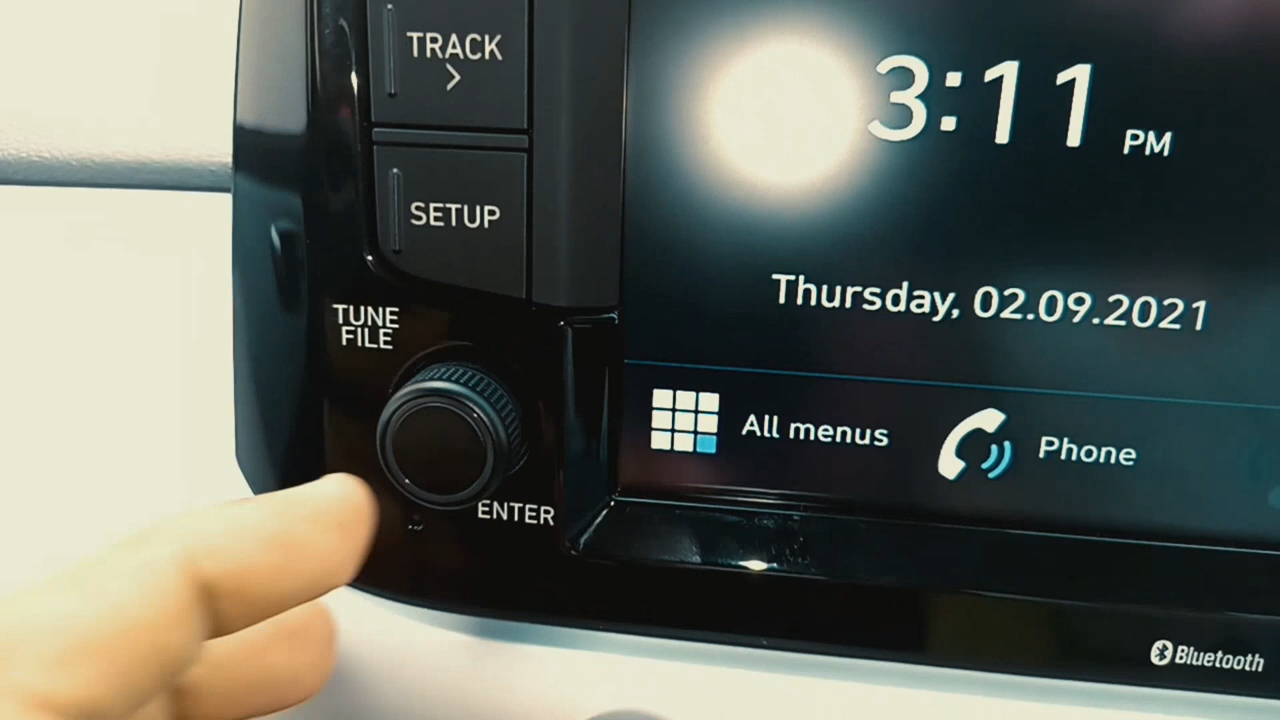 TRACK
>
SETUP
TUNE
FILE
ENTER
3:11 PM
Thursday, 02.09.2021
All menus
Phone
Bluetooth